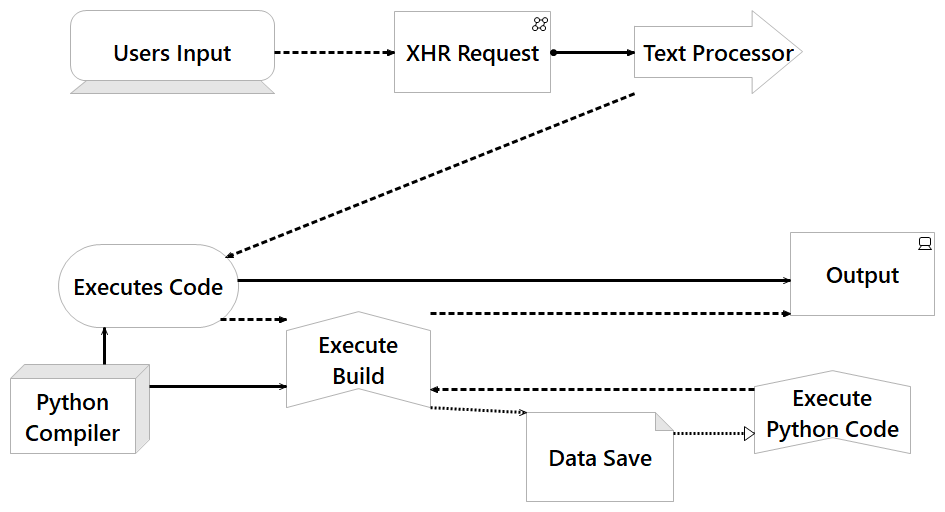 Users Input
XHR Request
Text Processor
Executes Code
Output
Execute
Build
Python
Compiler
Execute
Python Code
Data Save